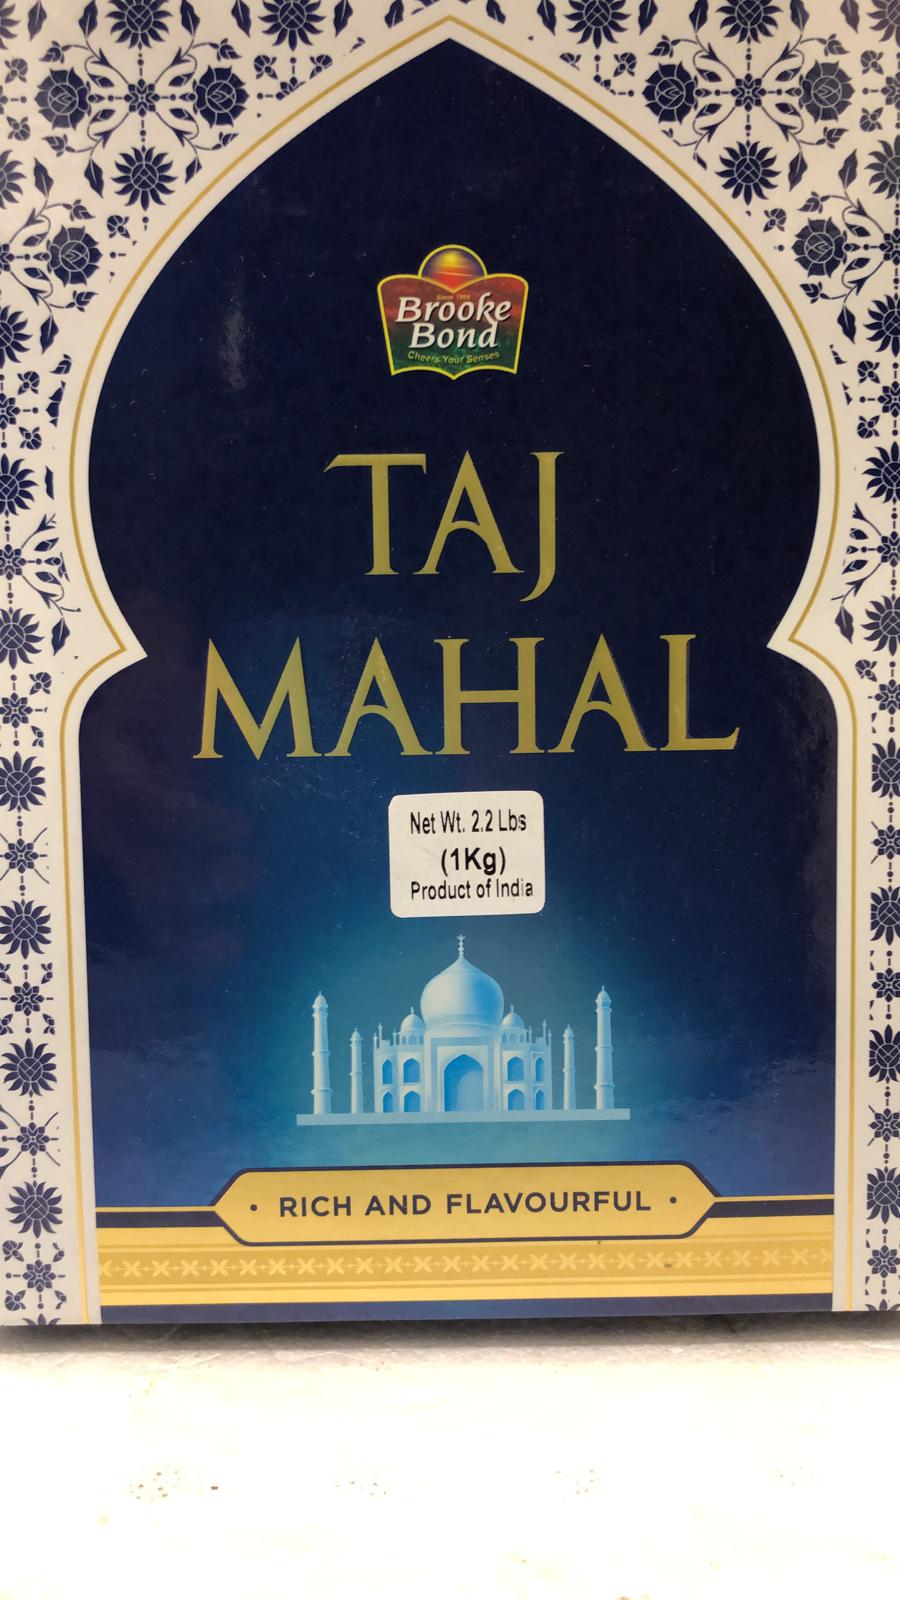 Since 1869
Brooke
Bond
Cheers Your Senses
TAJ
MAHAL
Net Wt. 2.2 Lbs
(1Kg)
Product of India
• RICH AND FLAVOURFUL •